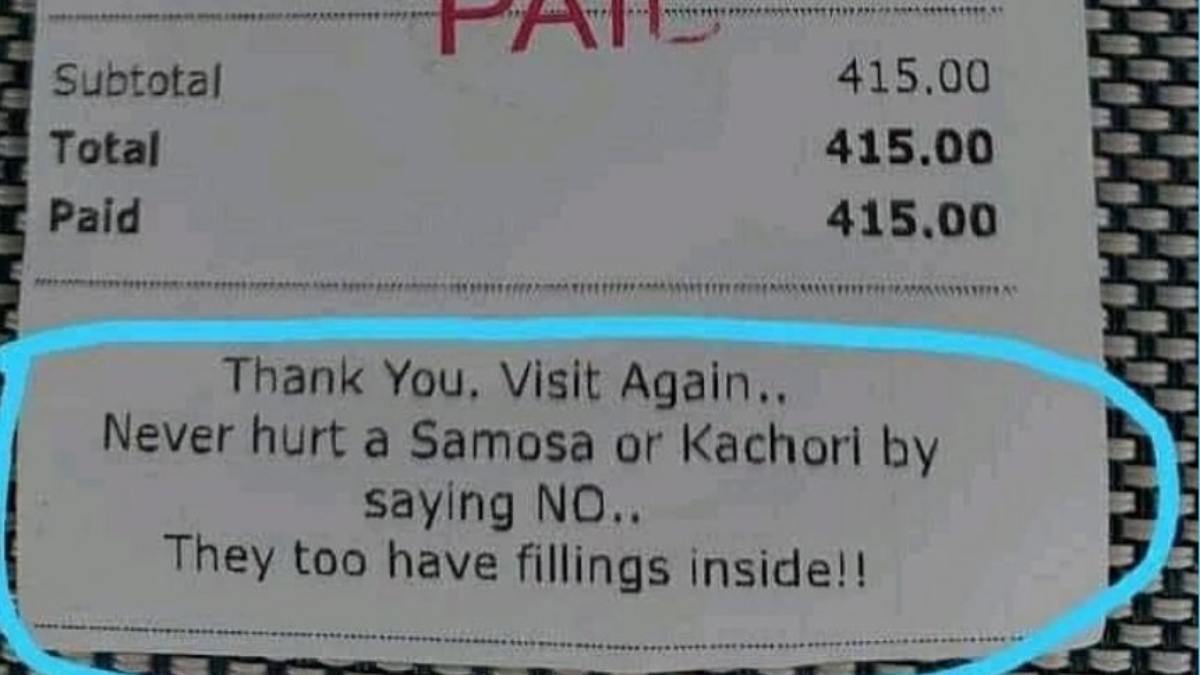 PAID
Subtotal 415.00
Total 415.00
Paid 415.00
Thank You. Visit Again..
Never hurt a Samosa or Kachori by
saying NO..
They too have fillings inside!!